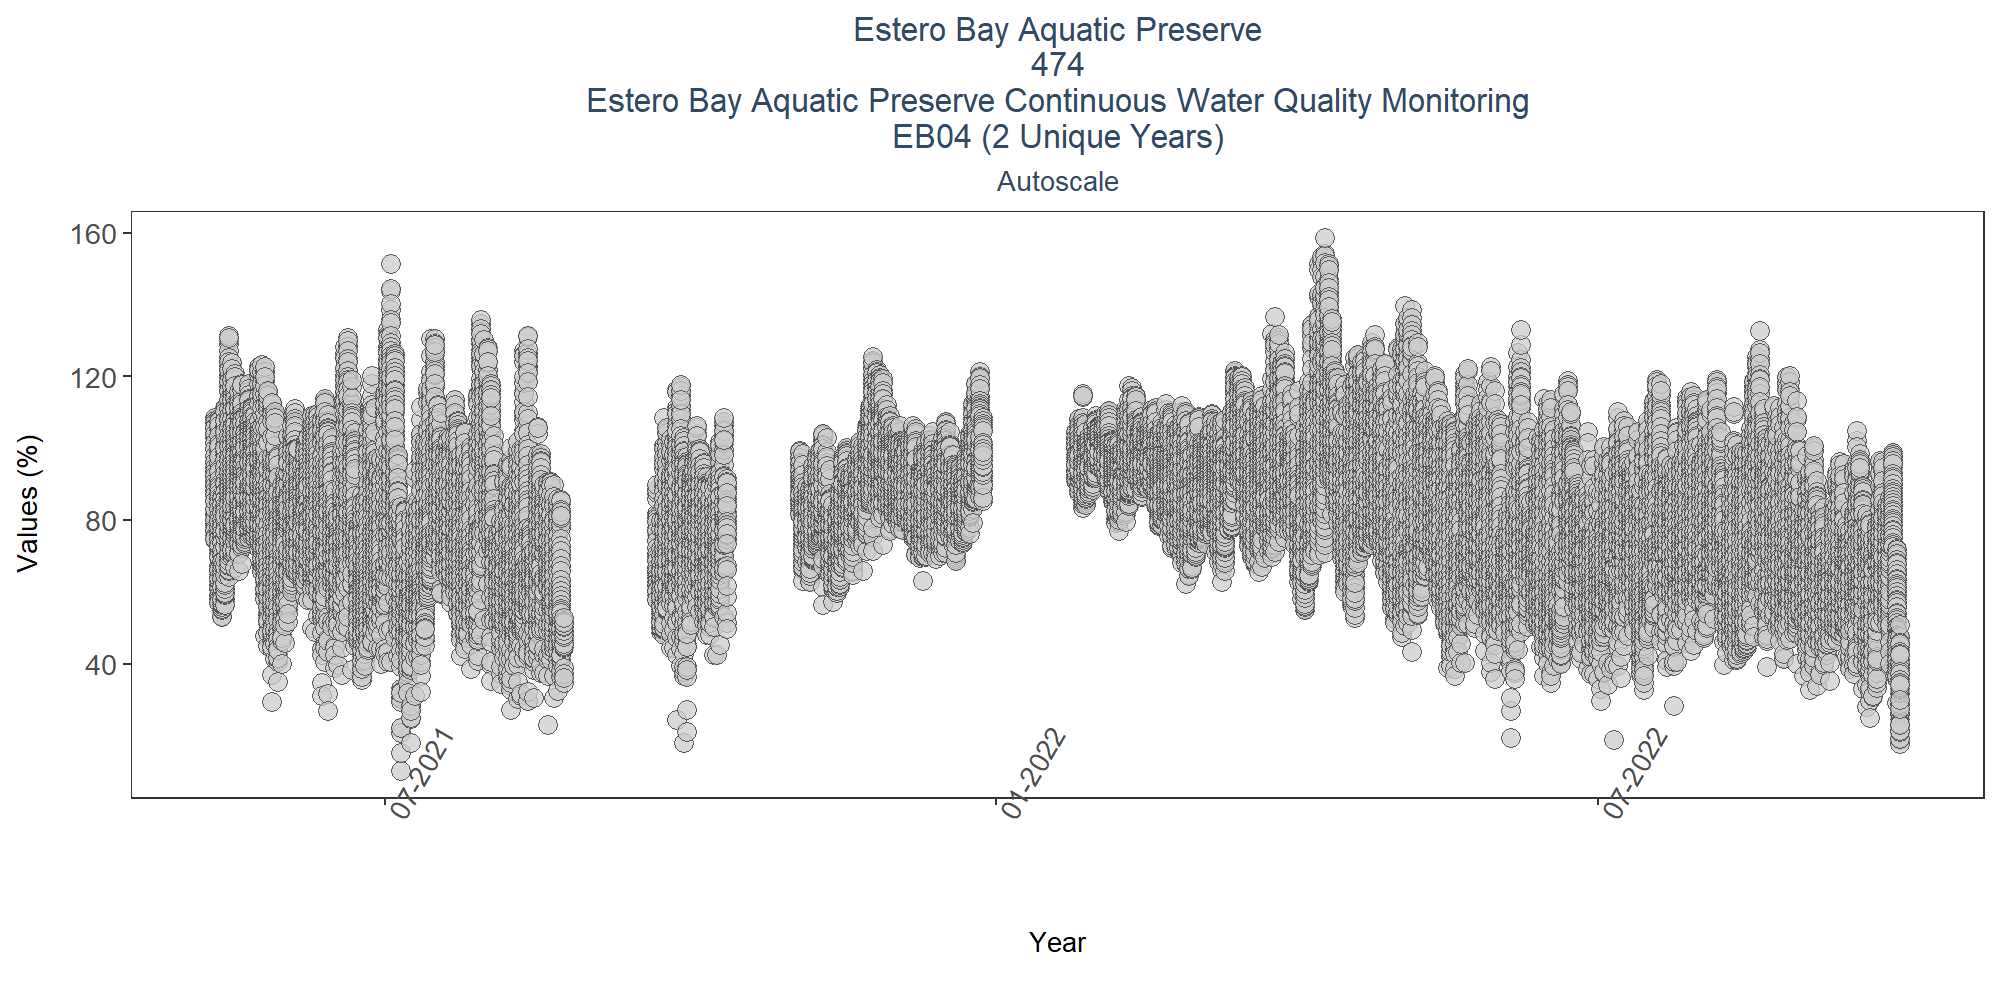 Estero Bay Aquatic Preserve
474
Estero Bay Aquatic Preserve Continuous Water Quality Monitoring
EB04 (2 Unique Years)
Autoscale
160
120
80
40
Values (%)
07-2021
01-2022
07-2022
Year